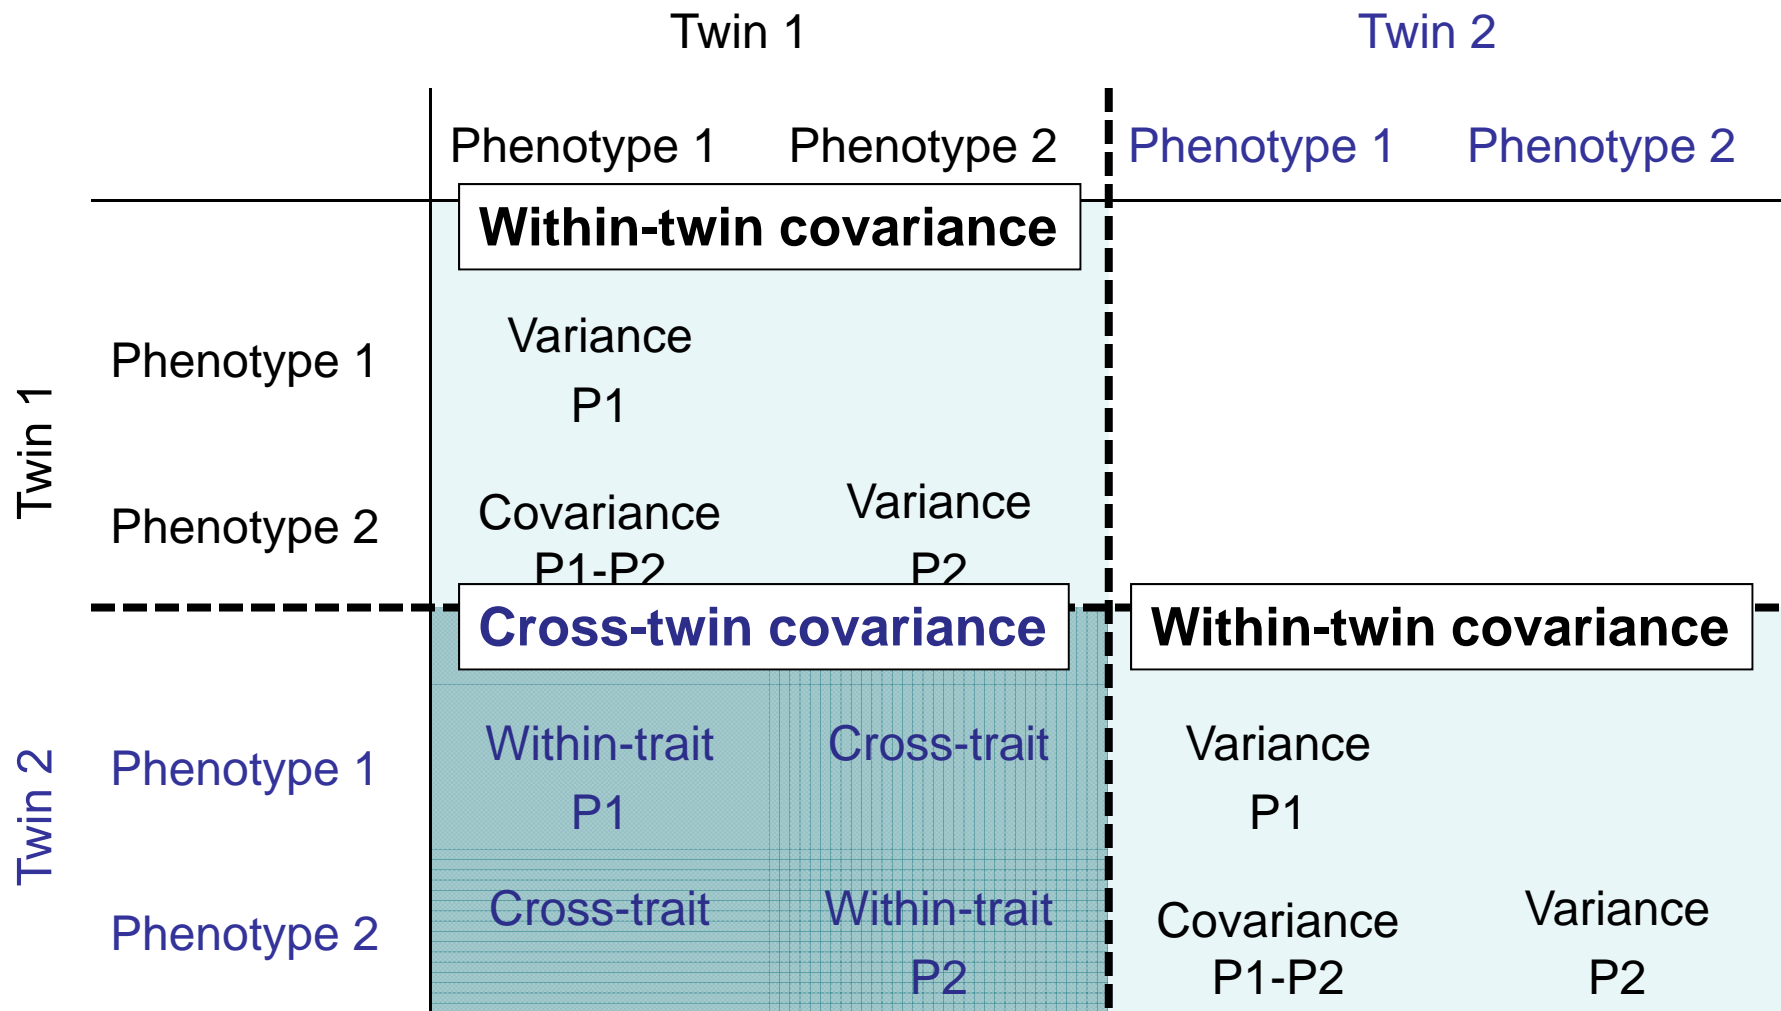 Twin 1 Twin 2
Phenotype 1 Phenotype 2 Phenotype 1 Phenotype 2
Within-twin covariance
Twin 1
Phenotype 1
Variance
P1
Phenotype 2
Covariance
P1-P2
Variance
P2
Cross-twin covariance
Within-twin covariance
Twin 2
Phenotype 1
Within-trait
P1
Cross-trait
Variance
P1
Phenotype 2
Cross-trait
Within-trait
P2
Covariance
P1-P2
Variance
P2